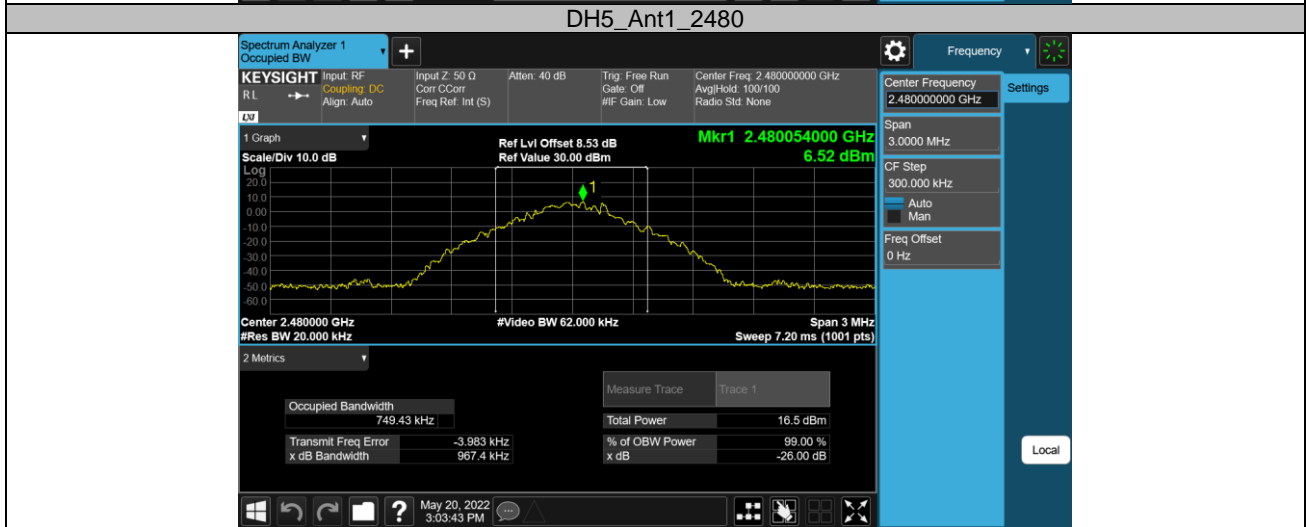 DH5_Ant1_2480
Spectrum Analyzer 1
Occupied BW
Frequency
KEYSIGHT
R L
LXI
Input: RF
Coupling: DC
Align: Auto
Input Z: 50 Ω
Corr CCorr
Freq Ref: Int (S)
Atten: 40 dB
Trig: Free Run
Gate: Off
#IF Gain: Low
Center Freq: 2.480000000 GHz
Avg|Hold: 100/100
Radio Std: None
Center Frequency
2.480000000 GHz
Settings
Span
3.0000 MHz
CF Step
300.000 kHz
Auto
Man
Freq Offset
0 Hz
Local
1 Graph
Scale/Div 10.0 dB
Ref Lvl Offset 8.53 dB
Ref Value 30.00 dBm
Mkr1 2.480054000 GHz
6.52 dBm
Log
20.0
10.0
0.00
-10.0
-20.0
-30.0
-40.0
-50.0
-60.0
1
Center 2.480000 GHz
#Res BW 20.000 kHz
#Video BW 62.000 kHz
Span 3 MHz
Sweep 7.20 ms (1001 pts)
2 Metrics
Measure Trace Trace 1
Occupied Bandwidth
749.43 kHz
Total Power 16.5 dBm
Transmit Freq Error -3.983 kHz
% of OBW Power 99.00 %
x dB Bandwidth 967.4 kHz
x dB -26.00 dB
?
May 20, 2022
3:03:43 PM